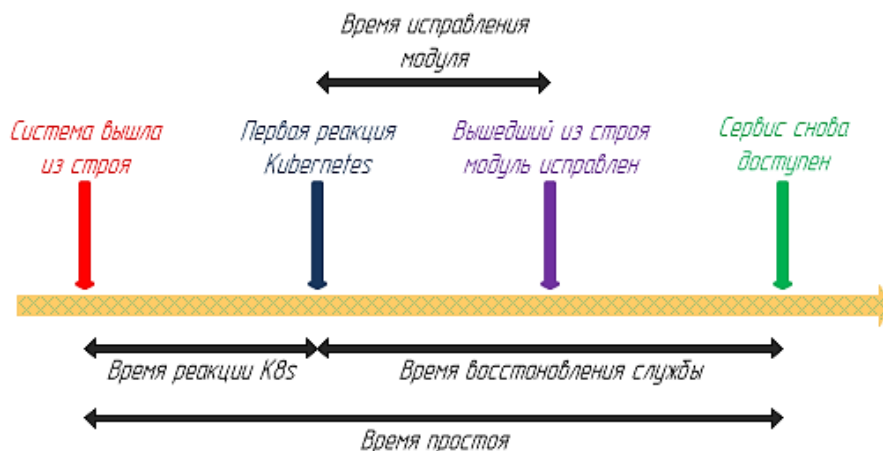 Время исправления
модуля
Система вышла
из строя
Первая реакция
Kubernetes
Вышедший из строя
модуль исправлен
Сервис снова
доступен
Время реакции K8s
Время восстановления службы
Время простоя